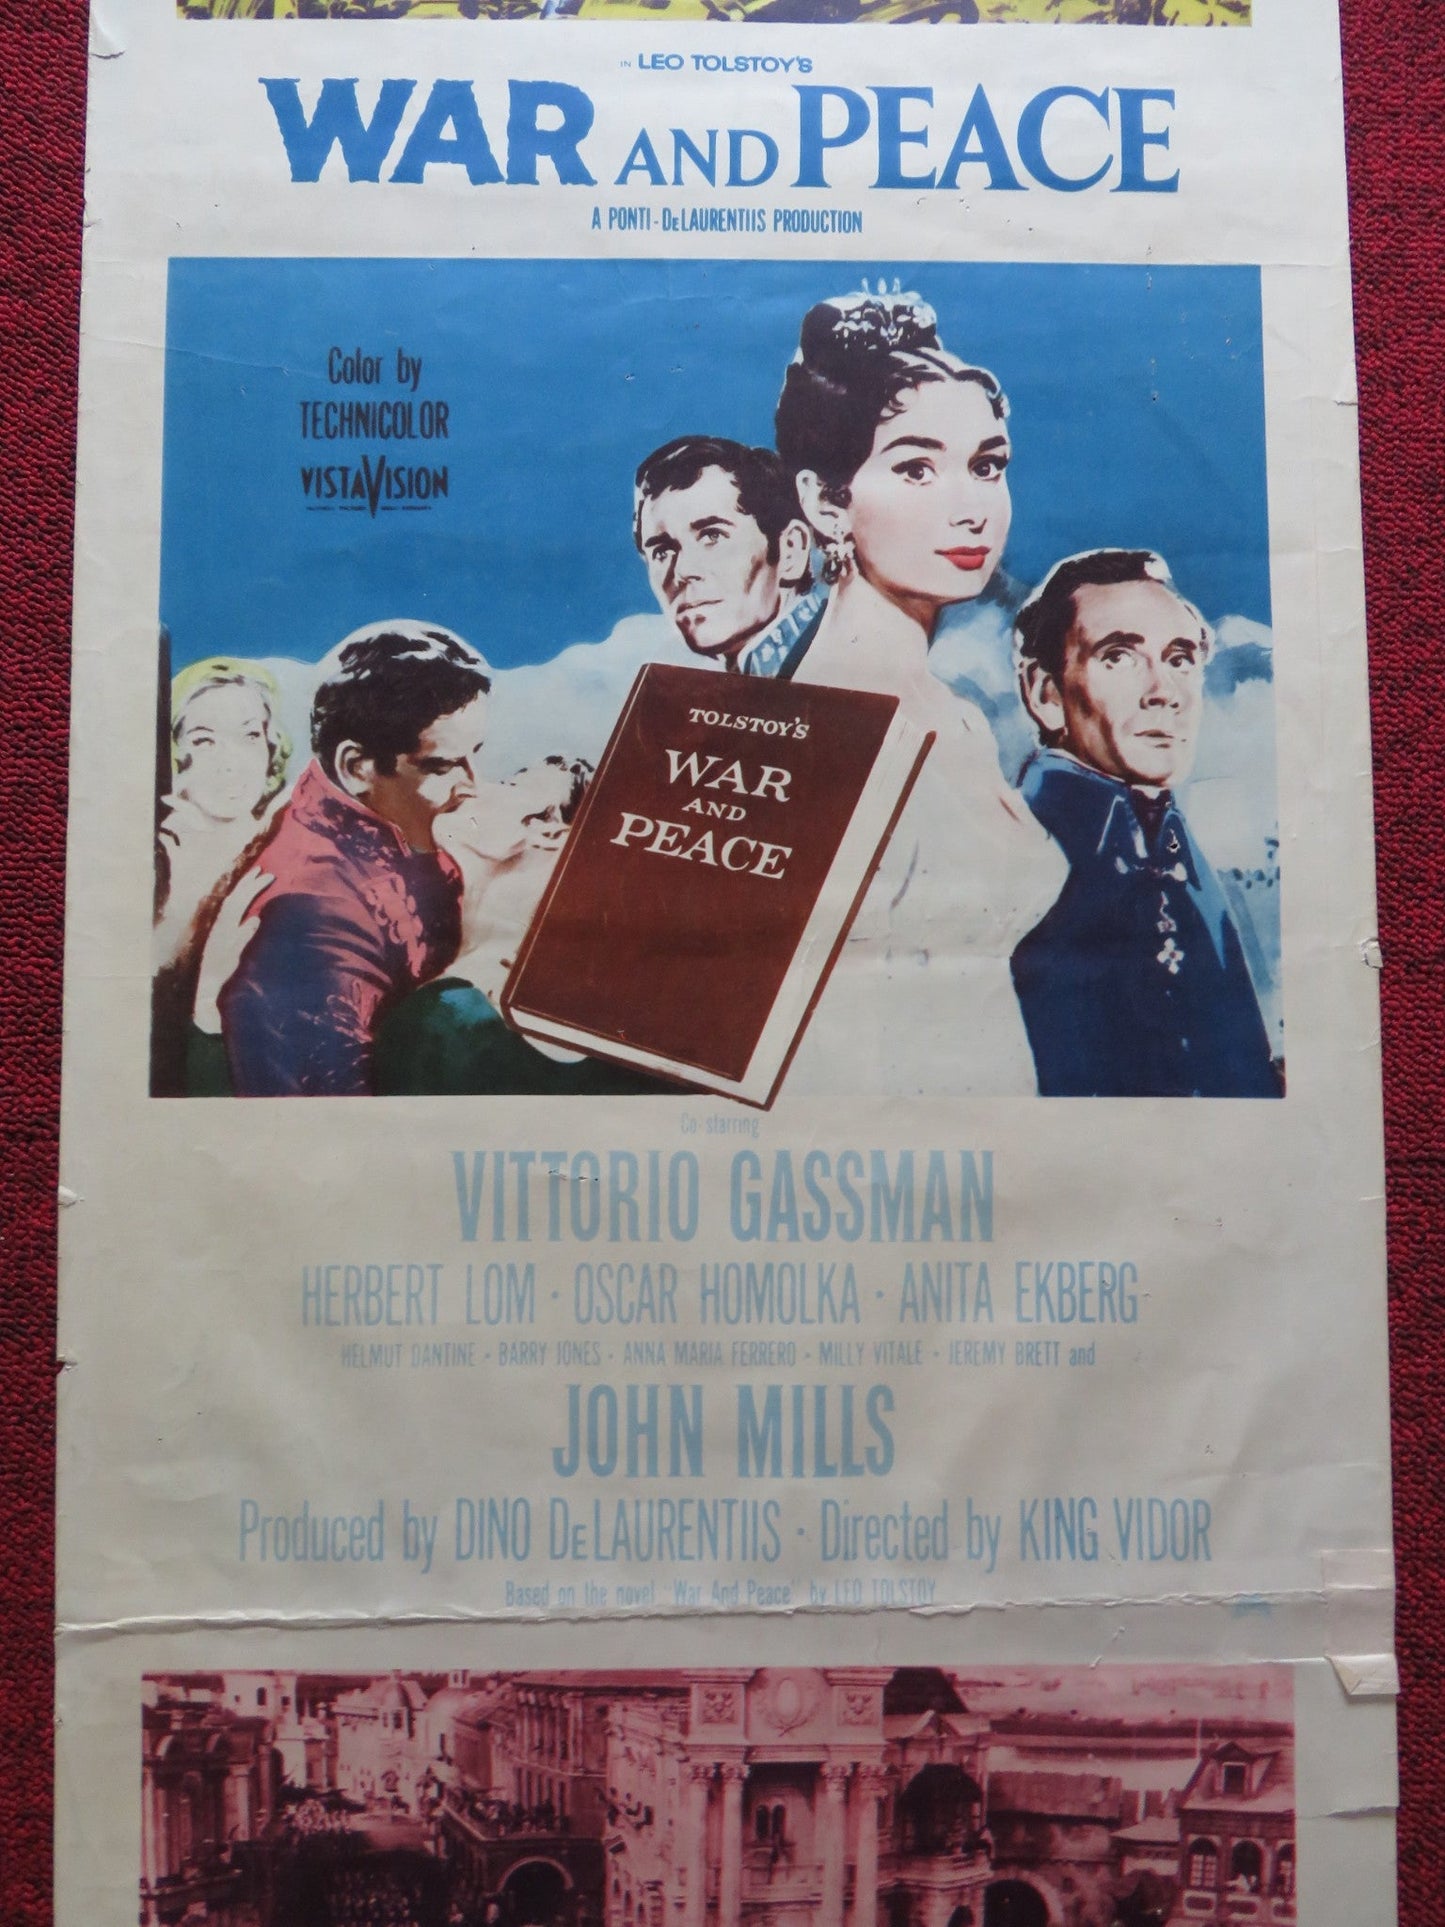 IN LEO TOLSTOY'S
WAR AND PEACE
A PONTI-DeLAURENTIIS PRODUCTION
Color by
TECHNICOLOR
VISTAVISION
TOLSTOY'S
WAR
AND
PEACE
Co-starring
VITTORIO GASSMAN
HERBERT LOM · OSCAR HOMOLKA · ANITA EKBERG
HELMUT DANTINE · BARRY JONES · ANNA MARIA FERRERO · MILLY VITALE · JEREMY BRETT and
JOHN MILLS
Produced by DINO DeLAURENTIIS · Directed by KING VIDOR
Based on the novel "War And Peace" by LEO TOLSTOY